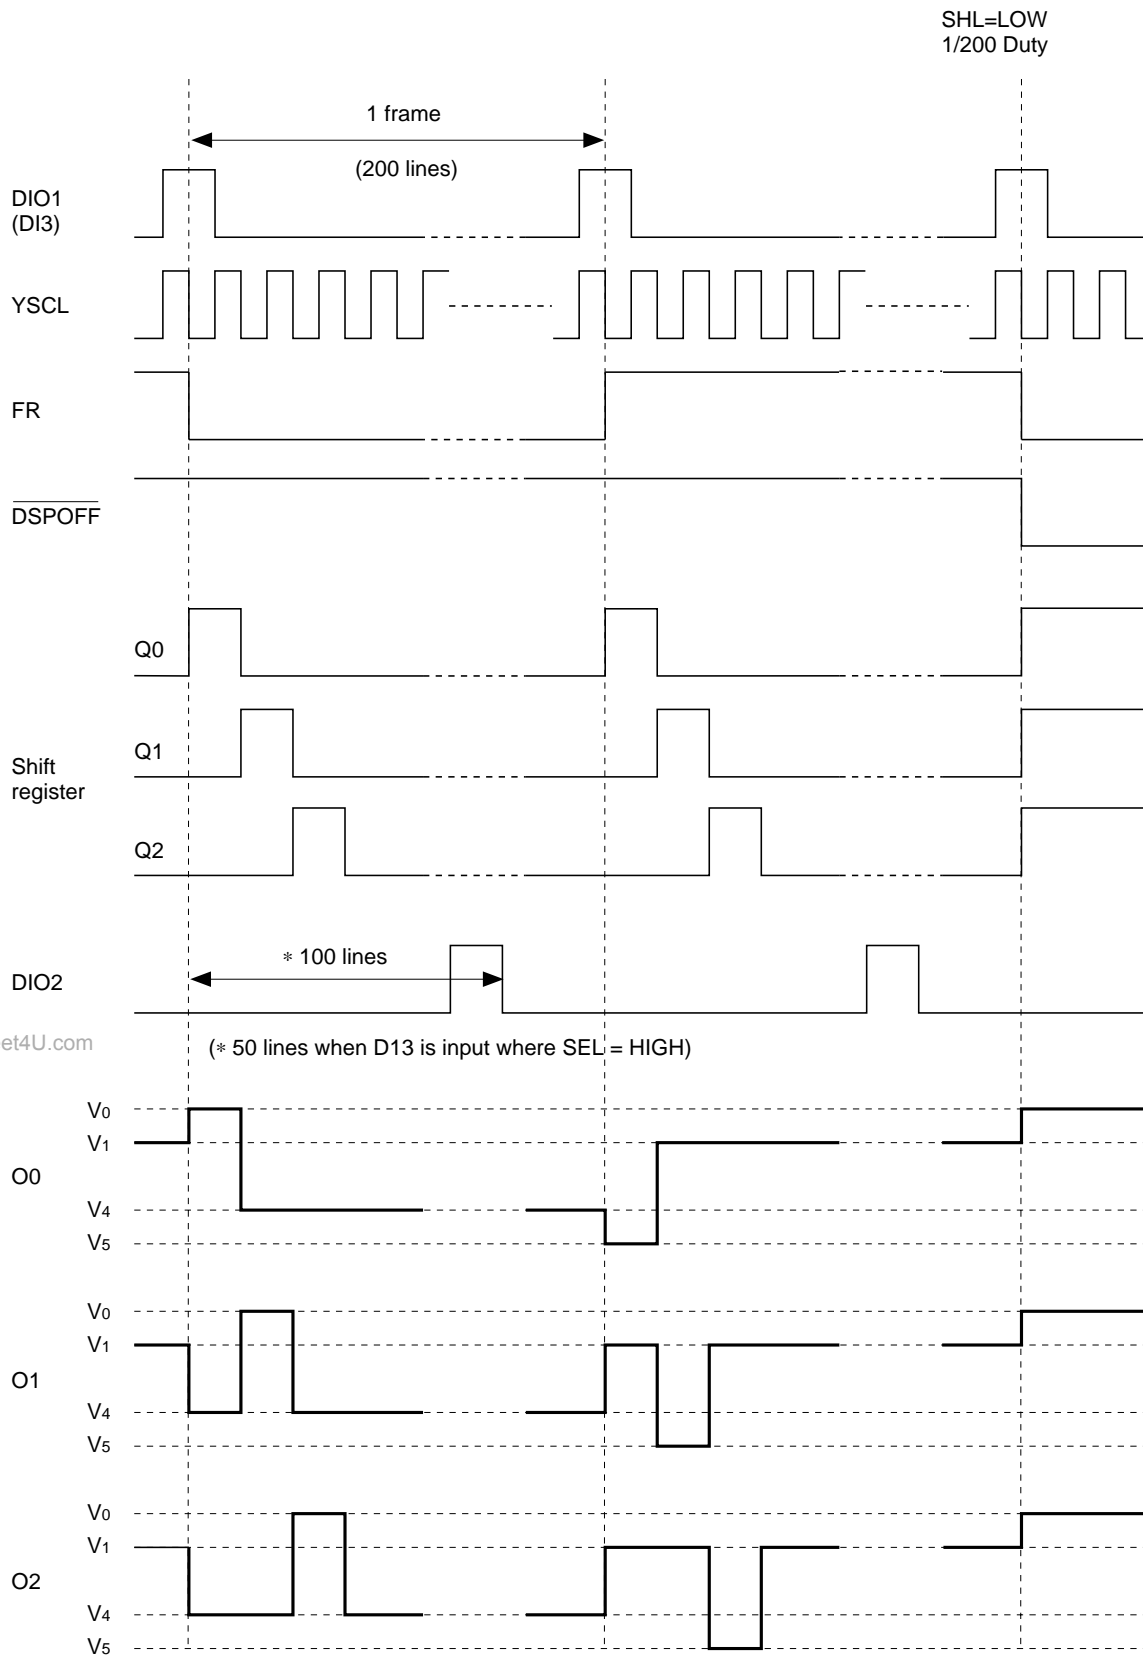 SHL=LOW
1/200 Duty
1 frame
(200 lines)
DIO1
(DI3)
YSCL
FR
DSPOFF
Q0
Q1
Shift
register
Q2
∗ 100 lines
DIO2
et4U.com
(∗ 50 lines when D13 is input where SEL = HIGH)
V0
V1
O0
V4
V5
V0
V1
O1
V4
V5
V0
V1
O2
V4
V5